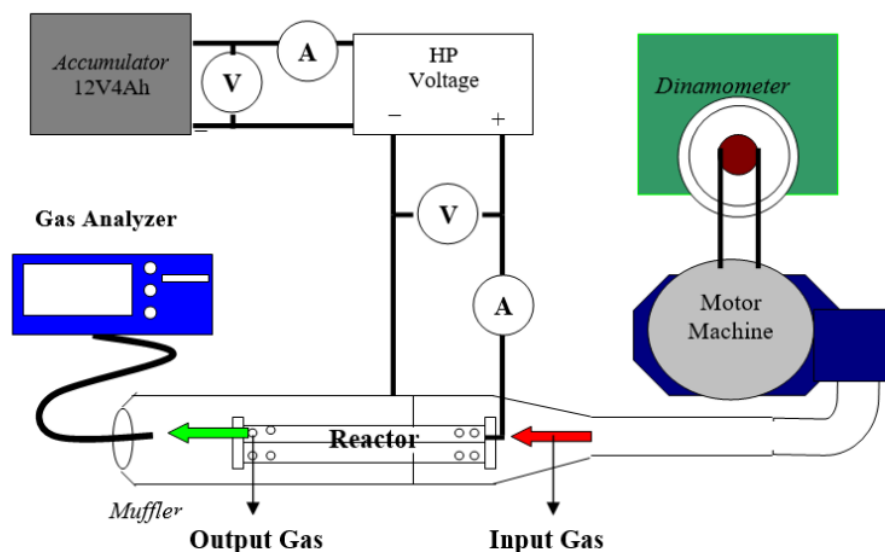 Accumulator
12V4Ah
–
V
A
HP
Voltage
– +
Dinamometer
V
Gas Analyzer
A
Motor
Machine
Reactor
Muffler
Output Gas
Input Gas